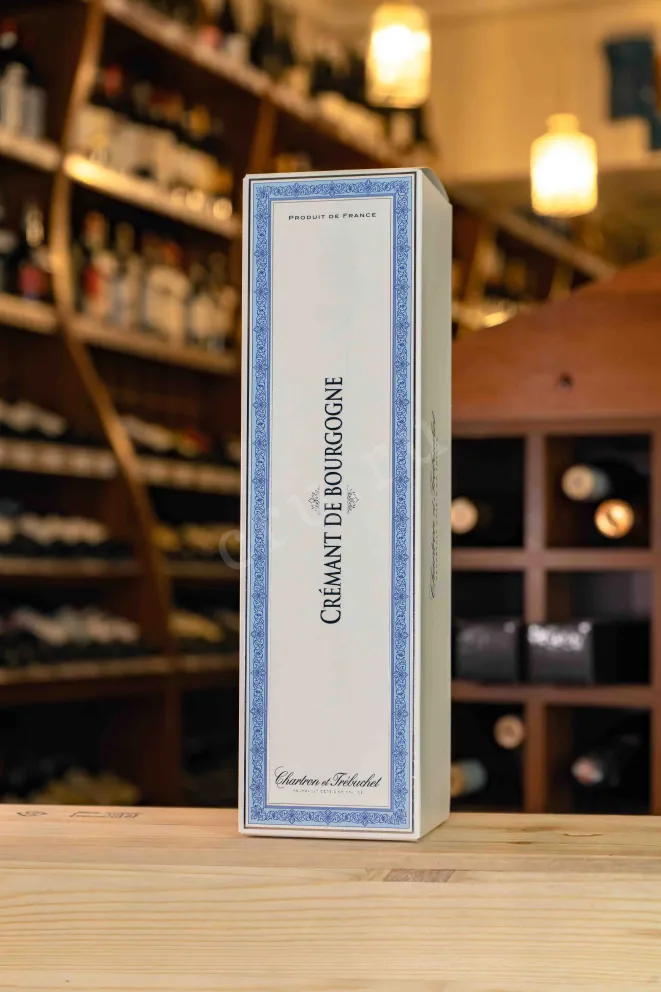 PRODUIT DE FRANCE
CRÉMANT DE BOURGOGNE
Chartron et Trébuchet